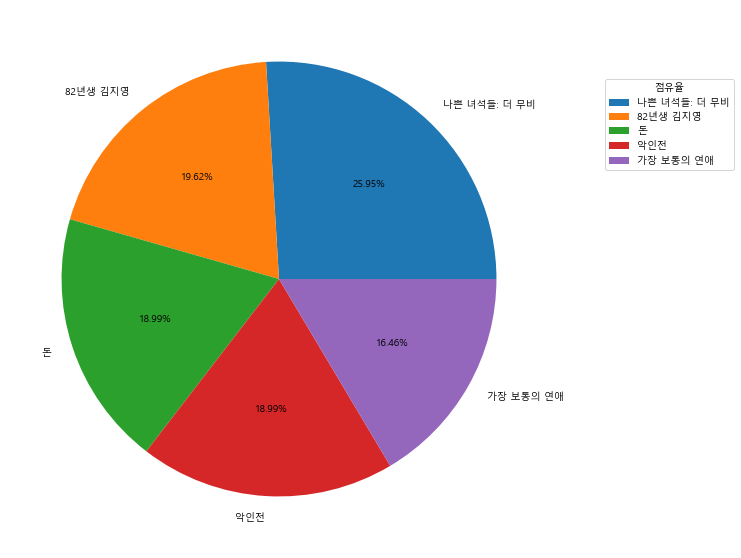 82년생 김지영
나쁜 녀석들: 더 무비
19.62%
25.95%
18.99%
16.46%
돈
18.99%
가장 보통의 연애
악인전
점유율
나쁜 녀석들: 더 무비
82년생 김지영
돈
악인전
가장 보통의 연애